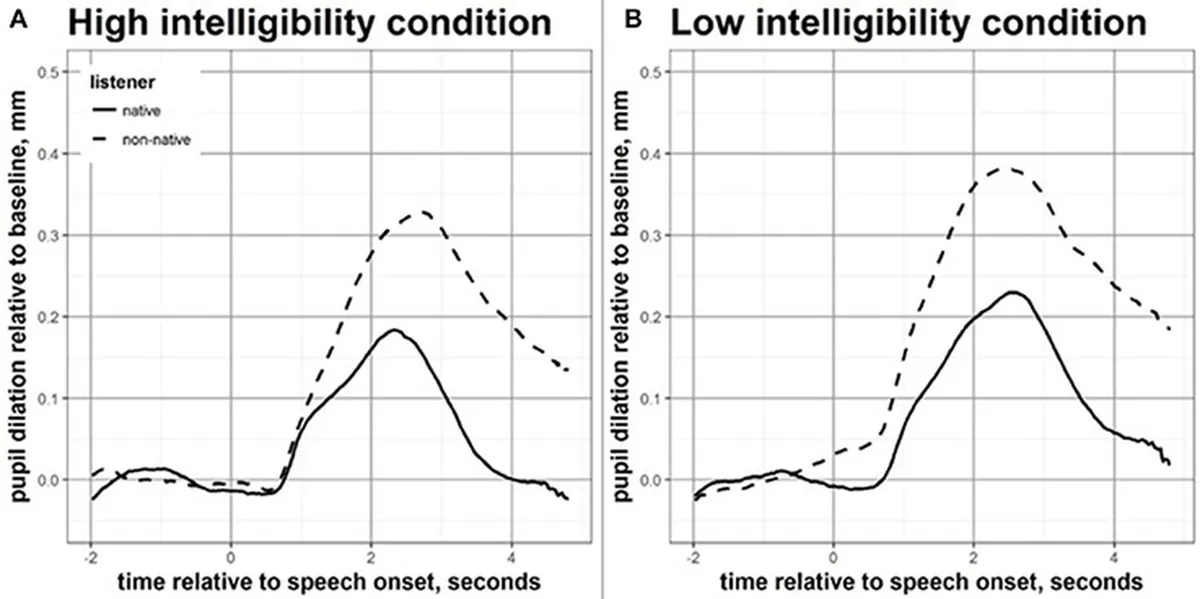 A High intelligibility condition
pupil dilation relative to baseline, mm
0.5
0.4
0.3
0.2
0.1
0.0
listener
native
non-native
-2 0 2 4
time relative to speech onset, seconds
B Low intelligibility condition
pupil dilation relative to baseline, mm
0.5
0.4
0.3
0.2
0.1
0.0
-2 0 2 4
time relative to speech onset, seconds